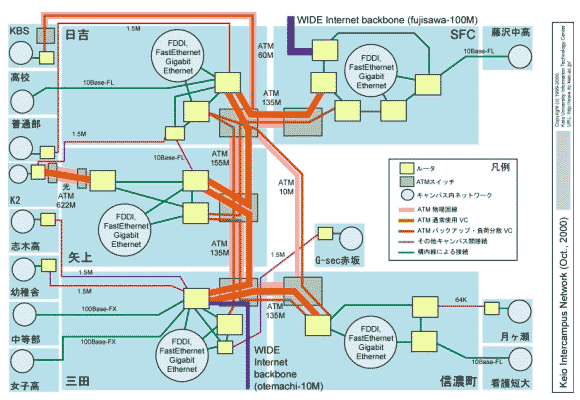 KBS
日吉
1.5M
WIDE Internet backbone (fujisawa-100M)
SFC
藤沢中高
FDDI,
FastEthernet
Gigabit
Ethernet
ATM
60M
FDDI,
FastEthernet
Gigabit
Ethernet
10Base-FL
高校
10Base-FL
ATM
135M
普通部
1.5M
10Base-FL
ATM
155M
ATM
10M
光
ATM
622M
K2
FDDI,
FastEthernet
Gigabit
Ethernet
矢上
ATM
135M
志木高
1.5M
G-sec赤坂
1.5M
幼稚舎
1.5M
100Base-FX
中等部
100Base-FX
女子高
三田
FDDI,
FastEthernet
Gigabit
Ethernet
ATM
135M
WIDE
Internet
backbone
(otemachi-10M)
FDDI,
FastEthernet
Gigabit
Ethernet
64K
月ヶ瀬
10Base-FL
看護短大
信濃町
凡例
ルータ
ATMスイッチ
キャンパス内ネットワーク
ATM 物理回線
ATM 通常使用 VC
ATM バックアップ・負荷分散 VC
その他キャンパス間接続
構内線による接続
Copyright (c) 1999-2000,
Keio University Information Technology Center
URL: http://www.itc.keio.ac.jp/
Keio Intercampus Network (Oct., 2000)